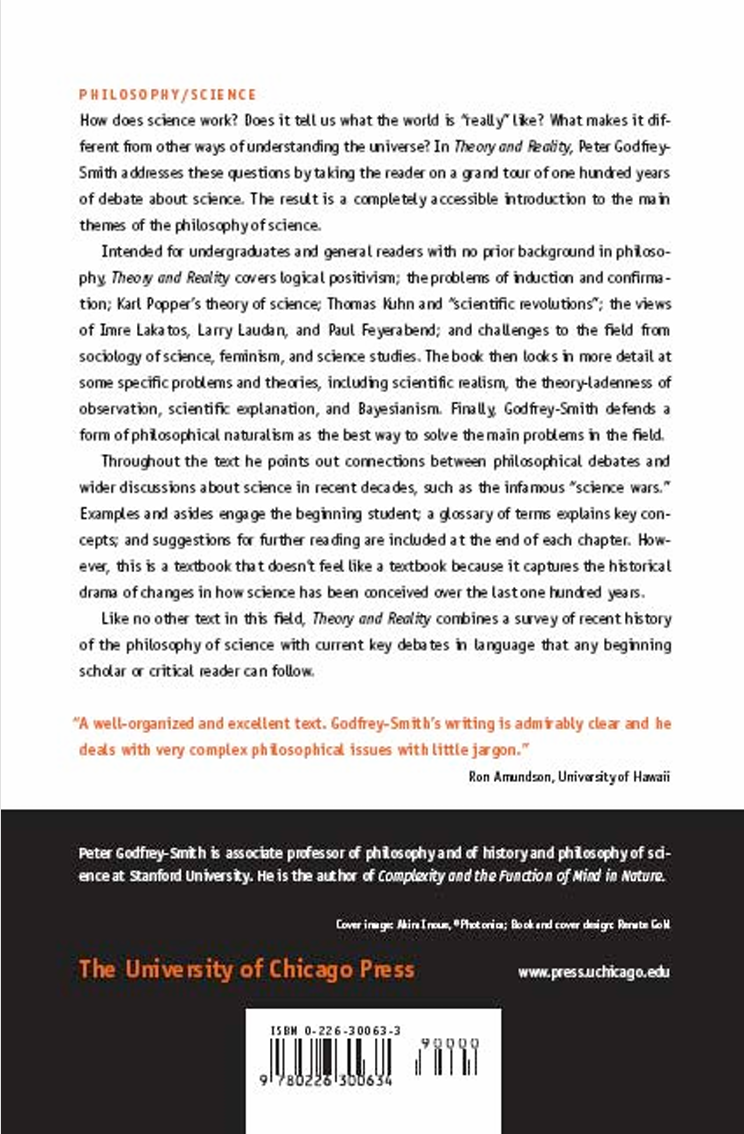 PHILOSOPHY/SCIENCE
How does science work? Does it tell us what the world is “really” like? What makes it dif-
ferent from other ways of understanding the universe? In Theory and Reality, Peter Godfrey-
Smith addresses these questions by taking the reader on a grand tour of one hundred years
of debate about science. The result is a completely accessible introduction to the main
themes of the philosophy of science.
Intended for undergraduates and general readers with no prior background in philoso-
phy, Theory and Reality covers logical positivism; the problems of induction and confirma-
tion; Karl Popper’s theory of science; Thomas Kuhn and “scientific revolutions”; the views
of Imre Lakatos, Larry Laudan, and Paul Feyerabend; and challenges to the field from
sociology of science, feminism, and science studies. The book then looks in more detail at
some specific problems and theories, including scientific realism, the theory-ladenness of
observation, scientific explanation, and Bayesianism. Finally, Godfrey-Smith defends a
form of philosophical naturalism as the best way to solve the main problems in the field.
Throughout the text he points out connections between philosophical debates and
wider discussions about science in recent decades, such as the infamous “science wars.”
Examples and asides engage the beginning student; a glossary of terms explains key con-
cepts; and suggestions for further reading are included at the end of each chapter. How-
ever, this is a textbook that doesn’t feel like a textbook because it captures the historical
drama of changes in how science has been conceived over the last one hundred years.
Like no other text in this field, Theory and Reality combines a survey of recent history
of the philosophy of science with current key debates in language that any beginning
scholar or critical reader can follow.
“A well-organized and excellent text. Godfrey-Smith’s writing is admirably clear and he
deals with very complex philosophical issues with little jargon.”
Ron Amundson, University of Hawaii
Peter Godfrey-Smith is associate professor of philosophy and of history and philosophy of sci-
ence at Stanford University. He is the author of Complexity and the Function of Mind in Nature.
Cover image: Akira Inoue, ©Photonica; Book and cover design: Renate Gokl
The University of Chicago Press
www.press.uchicago.edu
ISBN 0-226-30063-3
90000
9 780226 300634